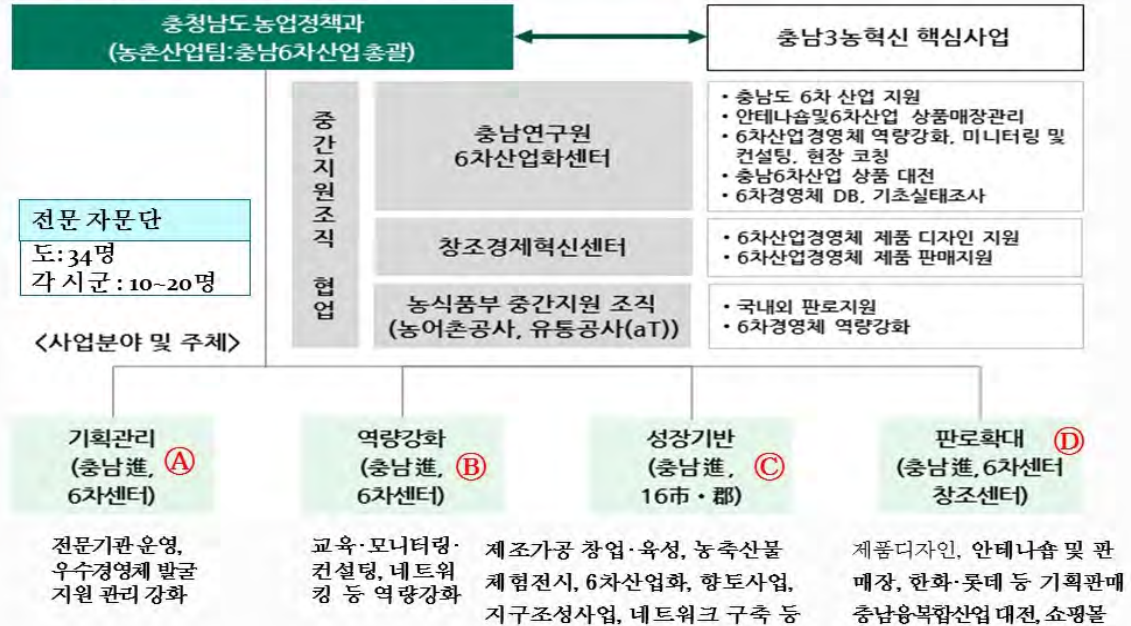 충청남도 농업정책과
(농촌산업팀:충남6차산업 총괄)
충남3농혁신 핵심사업
중간지원조직 협업
충남연구원
6차산업화센터
• 충남도 6차 산업 지원
• 안테나숍및6차산업 상품매장관리
• 6차산업경영체 역량강화, 미니터링 및
컨설팅, 현장 코칭
• 충남6차산업 상품 대전
• 6차경영체 DB, 기초실태조사
창조경제혁신센터
• 6차산업경영체 제품 디자인 지원
• 6차산업경영체 제품 판매지원
농식품부 중간지원 조직
(농어촌공사, 유통공사(aT))
• 국내외 판로지원
• 6차경영체 역량강화
전문 자문단
도: 34명
각 시군 : 10~20명
<사업분야 및 주체>
기획관리
(충남進,
6차센터)
Ⓐ
전문기관 운영,
우수경영체 발굴
지원 관리 강화
역량강화
(충남進,
6차센터)
Ⓑ
교육·모니터링·
컨설팅, 네트워
킹 등 역량강화
성장기반
(충남進,
16市·郡)
Ⓒ
제조가공 창업·육성, 농축산물
체험전시, 6차산업화, 향토사업,
지구조성사업, 네트워크 구축 등
판로확대
(충남進, 6차센터
창조센터)
Ⓓ
제품디자인, 안테나숍 및 판
매장, 한화·롯데 등 기획판매
충남융복합산업 대전, 쇼핑몰